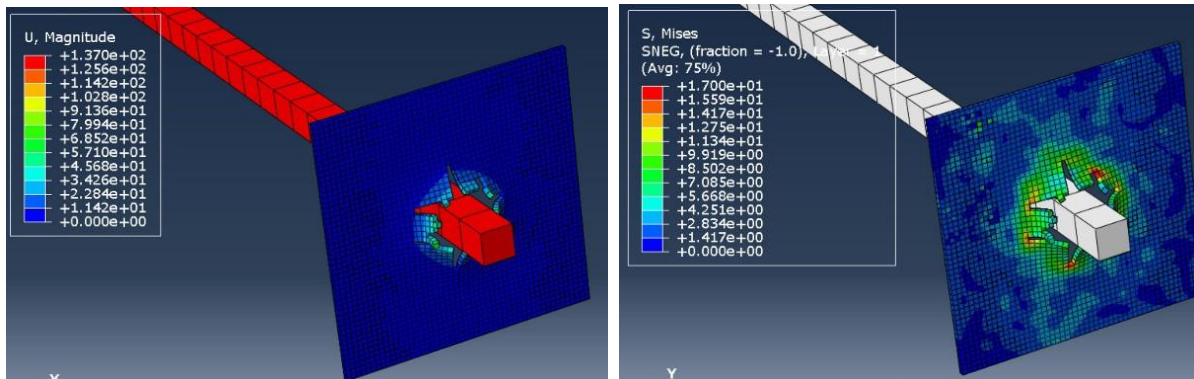 U, Magnitude
+1.370e+02
+1.256e+02
+1.142e+02
+1.028e+02
+9.136e+01
+7.994e+01
+6.852e+01
+5.710e+01
+4.568e+01
+3.426e+01
+2.284e+01
+1.142e+01
+0.000e+00
S, Mises
SNEG, (fraction = -1.0), Layer = 1
(Avg: 75%)
+1.700e+01
+1.559e+01
+1.417e+01
+1.275e+01
+1.134e+01
+9.919e+00
+8.502e+00
+7.085e+00
+5.668e+00
+4.251e+00
+2.834e+00
+1.417e+00
+0.000e+00
Y